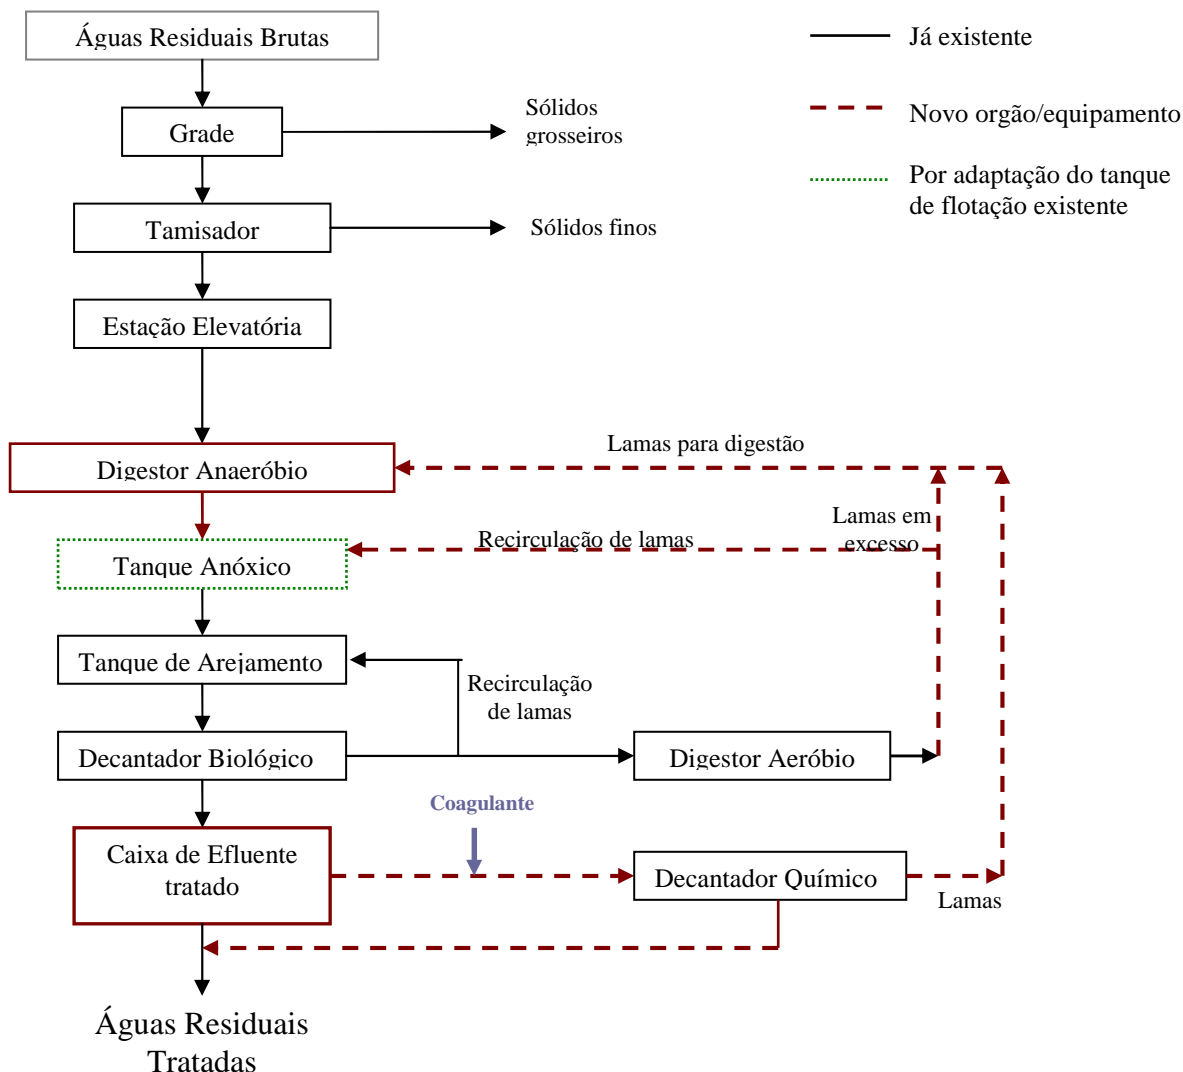 Águas Residuais Brutas
Já existente
Novo orgão/equipamento
Por adaptação do tanque
de flotação existente
Grade
Sólidos
grosseiros
Tamisador
Sólidos finos
Estação Elevatória
Lamas para digestão
Digestor Anaeróbio
Lamas em
excesso
Recirculação de lamas
Tanque Anóxico
Tanque de Arejamento
Recirculação
de lamas
Decantador Biológico
Digestor Aeróbio
Coagulante
Caixa de Efluente
tratado
Decantador Químico
Lamas
Águas Residuais
Tratadas